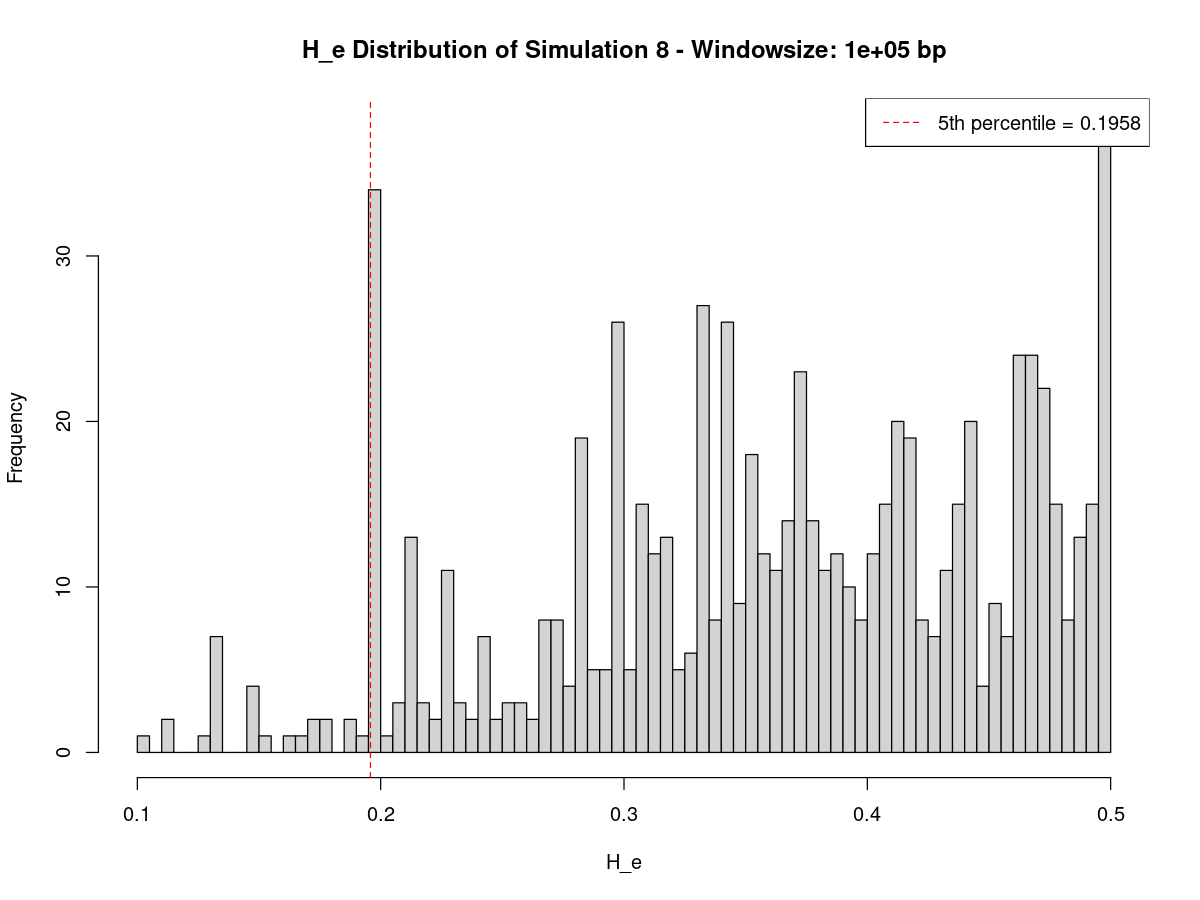 H_e Distribution of Simulation 8 - Windowsize: 1e+05 bp
5th percentile = 0.1958
Frequency
30
20
10
0
0.1 0.2 0.3 0.4 0.5
H_e